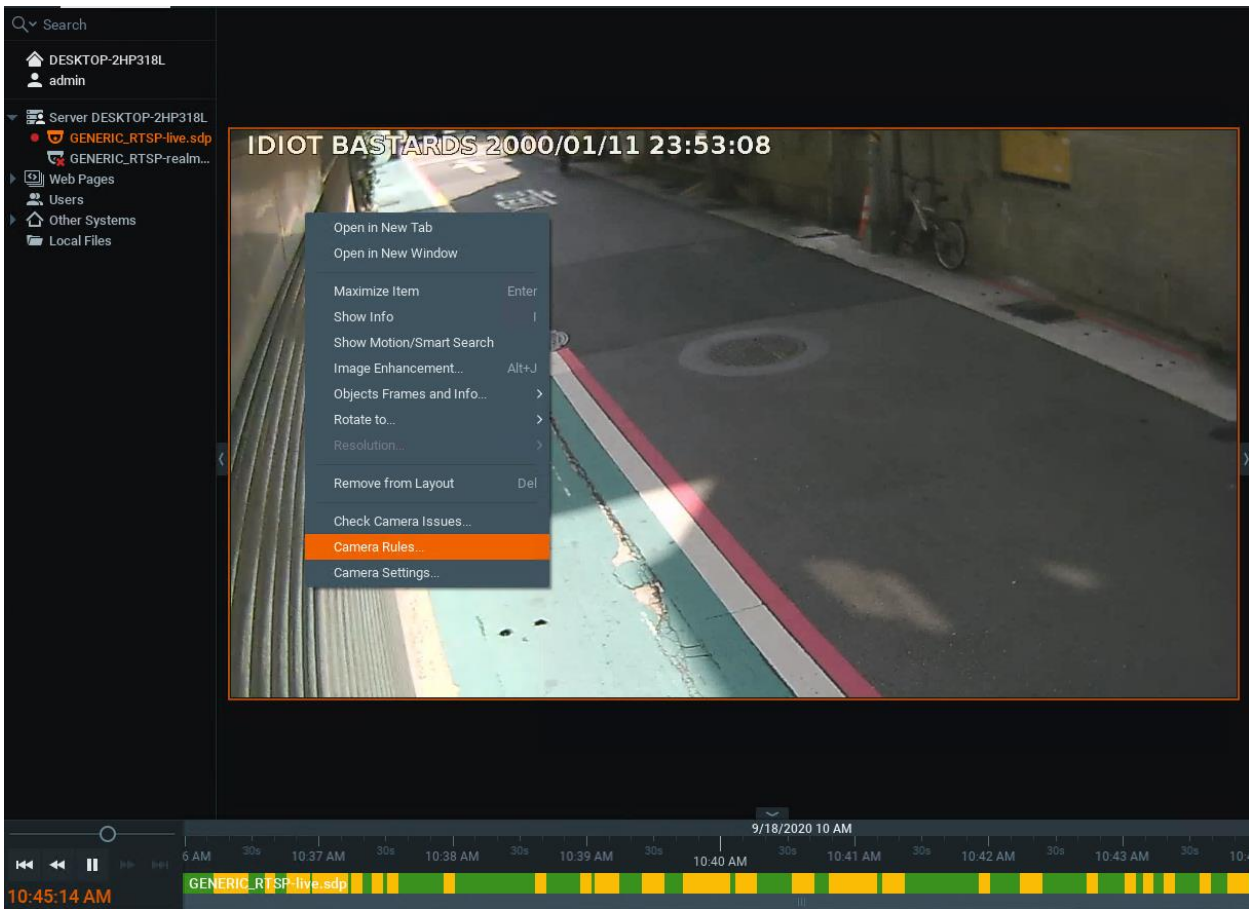 Search
DESKTOP-2HP318L
admin
Server DESKTOP-2HP318L
GENERIC_RTSP-live.sdp
GENERIC_RTSP-realm...
Web Pages
Users
Other Systems
Local Files
IDIOT BASTARDS 2000/01/11 23:53:08
Open in New Tab
Open in New Window
Maximize Item Enter
Show Info I
Show Motion/Smart Search
Image Enhancement... Alt+J
Objects Frames and Info...
Rotate to...
Resolution...
Remove from Layout Del
Check Camera Issues...
Camera Rules...
Camera Settings...
9/18/2020 10 AM
6 AM 30s 10:37 AM 30s 10:38 AM 30s 10:39 AM 30s 10:40 AM 30s 10:41 AM 30s 10:42 AM 30s 10:43 AM 30s 10:4
10:45:14 AM
GENERIC_RTSP-live.sdp